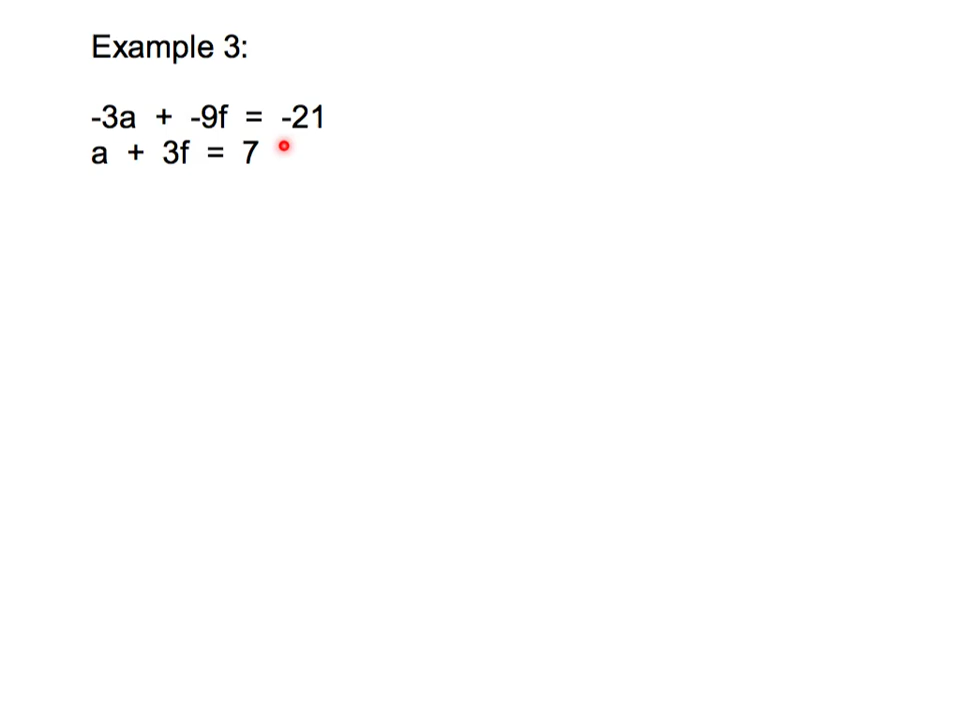 Example 3:
-3a + -9f = -21
a + 3f = 7